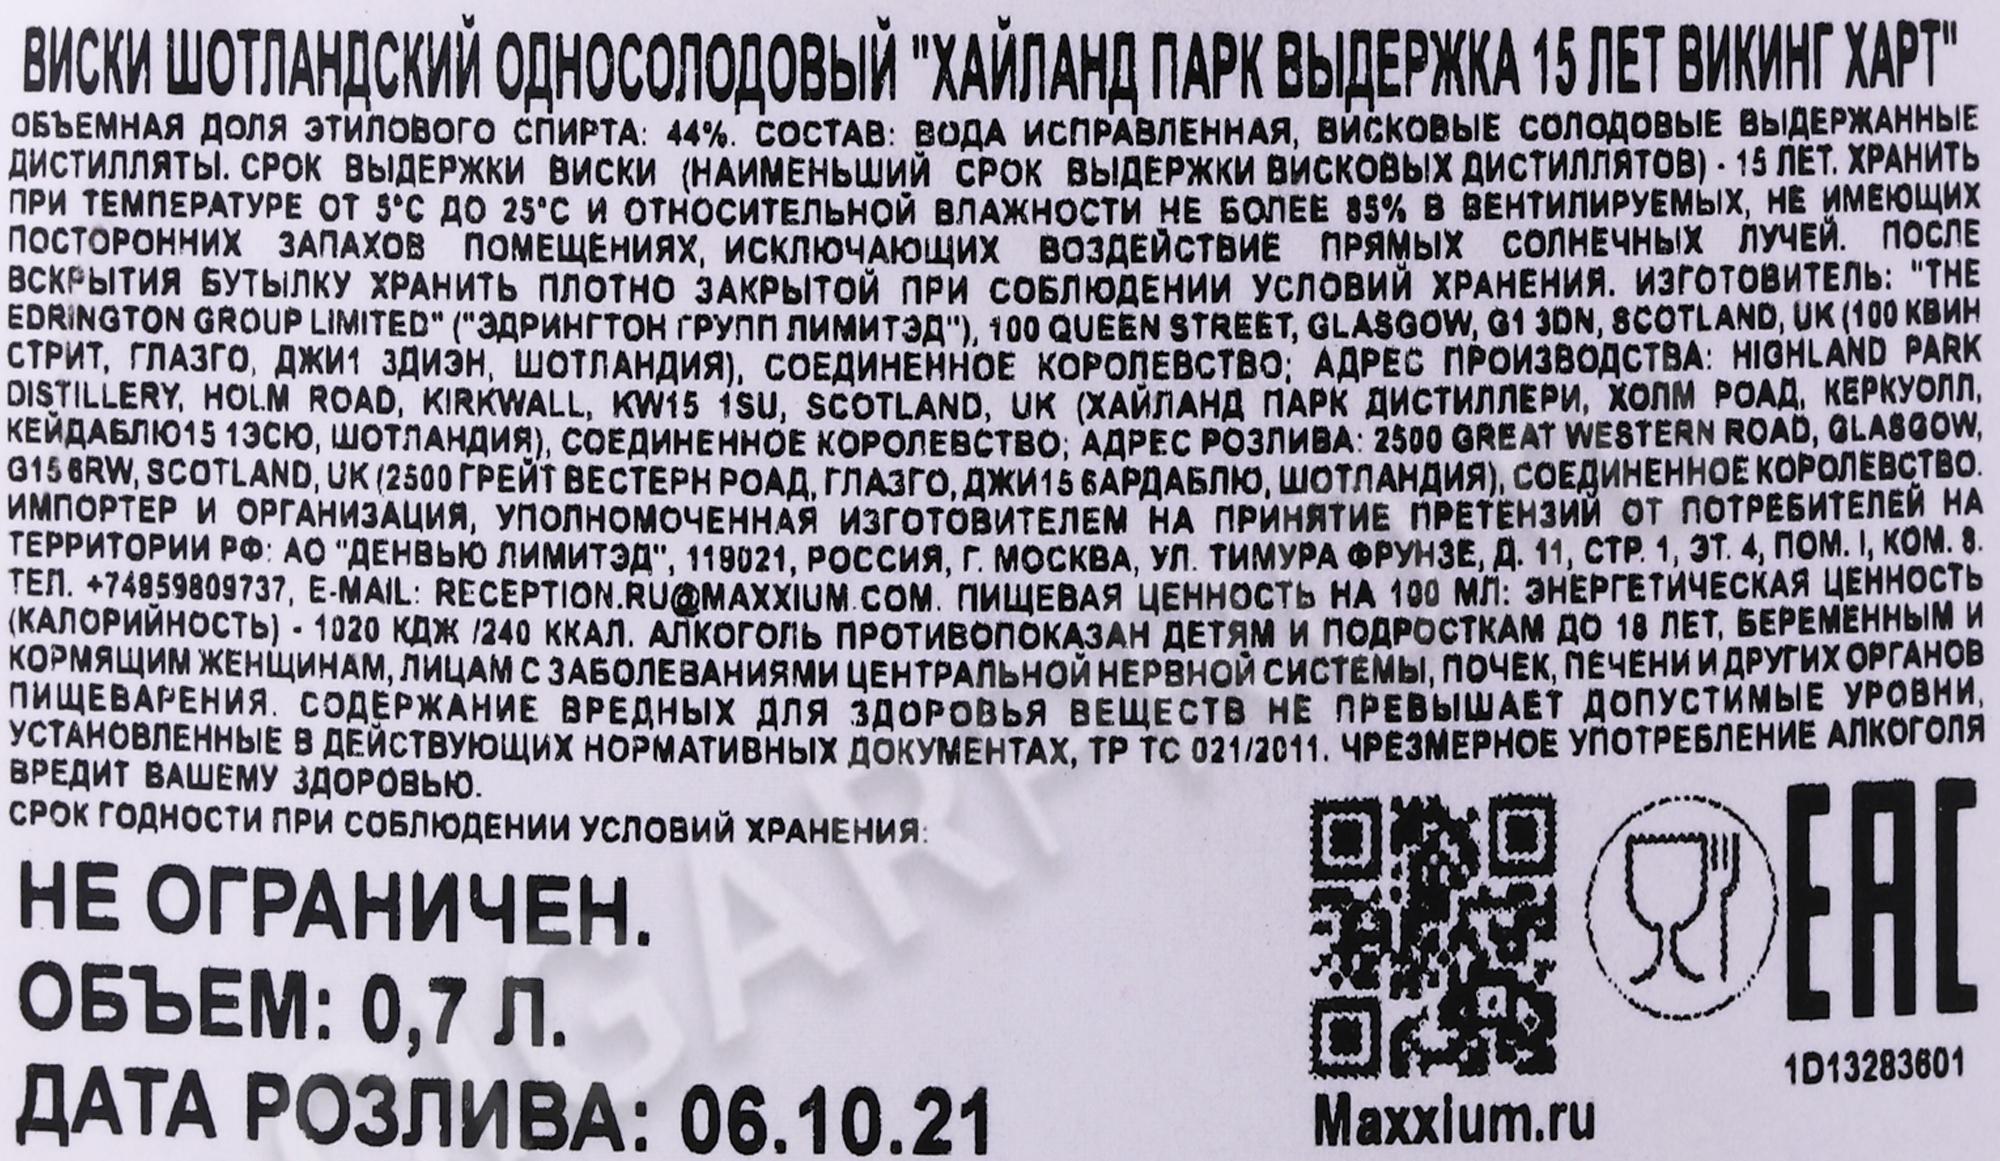 ВИСКИ ШОТЛАНДСКИЙ ОДНОСОЛОДОВЫЙ "ХАЙЛАНД ПАРК ВЫДЕРЖКА 15 ЛЕТ ВИКИНГ ХАРТ"
ОБЪЕМНАЯ ДОЛЯ ЭТИЛОВОГО СПИРТА: 44%. СОСТАВ: ВОДА ИСПРАВЛЕННАЯ, ВИСКОВЫЕ СОЛОДОВЫЕ ВЫДЕРЖАННЫЕ
ДИСТИЛЛЯТЫ. СРОК ВЫДЕРЖКИ ВИСКИ (НАИМЕНЬШИЙ СРОК ВЫДЕРЖКИ ВИСКОВЫХ ДИСТИЛЛЯТОВ) - 15 ЛЕТ. ХРАНИТЬ
ПРИ ТЕМПЕРАТУРЕ ОТ 5°С ДО 25°С И ОТНОСИТЕЛЬНОЙ ВЛАЖНОСТИ НЕ БОЛЕЕ 85% В ВЕНТИЛИРУЕМЫХ, НЕ ИМЕЮЩИХ
ПОСТОРОННИХ ЗАПАХОВ ПОМЕЩЕНИЯХ, ИСКЛЮЧАЮЩИХ ВОЗДЕЙСТВИЕ ПРЯМЫХ СОЛНЕЧНЫХ ЛУЧЕЙ. ПОСЛЕ
ВСКРЫТИЯ БУТЫЛКУ ХРАНИТЬ ПЛОТНО ЗАКРЫТОЙ ПРИ СОБЛЮДЕНИИ УСЛОВИЙ ХРАНЕНИЯ. ИЗГОТОВИТЕЛЬ: "THE
EDRINGTON GROUP LIMITED" ("ЭДРИНГТОН ГРУПП ЛИМИТЭД"), 100 QUEEN STREET, GLASGOW, G1 3DN, SCOTLAND, UK (100 КВИН
СТРИТ, ГЛАЗГО, ДЖИ1 3ДИЭН, ШОТЛАНДИЯ), СОЕДИНЕННОЕ КОРОЛЕВСТВО; АДРЕС ПРОИЗВОДСТВА: HIGHLAND PARK
DISTILLERY, HOLM ROAD, KIRKWALL, KW15 1SU, SCOTLAND, UK (ХАЙЛАНД ПАРК ДИСТИЛЛЕРИ, ХОЛМ РОАД, КЕРКУОЛЛ,
КЕЙДАБЛЮ15 1ЭСЮ, ШОТЛАНДИЯ), СОЕДИНЕННОЕ КОРОЛЕВСТВО; АДРЕС РОЗЛИВА: 2500 GREAT WESTERN ROAD, GLASGOW,
G15 6RW, SCOTLAND, UK (2500 ГРЕЙТ ВЕСТЕРН РОАД, ГЛАЗГО, ДЖИ15 6АРДАБЛЮ, ШОТЛАНДИЯ), СОЕДИНЕННОЕ КОРОЛЕВСТВО.
ИМПОРТЕР И ОРГАНИЗАЦИЯ, УПОЛНОМОЧЕННАЯ ИЗГОТОВИТЕЛЕМ НА ПРИНЯТИЕ ПРЕТЕНЗИЙ ОТ ПОТРЕБИТЕЛЕЙ НА
ТЕРРИТОРИИ РФ: АО "ДЕНВЬЮ ЛИМИТЭД", 119021, РОССИЯ, Г. МОСКВА, УЛ. ТИМУРА ФРУНЗЕ, Д. 11, СТР. 1, ЭТ. 4, ПОМ. I, КОМ. 8.
ТЕЛ. +74959809737, E-MAIL: RECEPTION.RU@MAXXIUM.COM. ПИЩЕВАЯ ЦЕННОСТЬ НА 100 МЛ: ЭНЕРГЕТИЧЕСКАЯ ЦЕННОСТЬ
(КАЛОРИЙНОСТЬ) - 1020 КДЖ /240 ККАЛ. АЛКОГОЛЬ ПРОТИВОПОКАЗАН ДЕТЯМ И ПОДРОСТКАМ ДО 18 ЛЕТ, БЕРЕМЕННЫМ И
КОРМЯЩИМ ЖЕНЩИНАМ, ЛИЦАМ С ЗАБОЛЕВАНИЯМИ ЦЕНТРАЛЬНОЙ НЕРВНОЙ СИСТЕМЫ, ПОЧЕК, ПЕЧЕНИ И ДРУГИХ ОРГАНОВ
ПИЩЕВАРЕНИЯ. СОДЕРЖАНИЕ ВРЕДНЫХ ДЛЯ ЗДОРОВЬЯ ВЕЩЕСТВ НЕ ПРЕВЫШАЕТ ДОПУСТИМЫЕ УРОВНИ,
УСТАНОВЛЕННЫЕ В ДЕЙСТВУЮЩИХ НОРМАТИВНЫХ ДОКУМЕНТАХ, ТР ТС 021/2011. ЧРЕЗМЕРНОЕ УПОТРЕБЛЕНИЕ АЛКОГОЛЯ
ВРЕДИТ ВАШЕМУ ЗДОРОВЬЮ.
СРОК ГОДНОСТИ ПРИ СОБЛЮДЕНИИ УСЛОВИЙ ХРАНЕНИЯ:
НЕ ОГРАНИЧЕН.
ОБЪЕМ: 0,7 Л.
ДАТА РОЗЛИВА: 06.10.21
Maxxium.ru
EAC
1D13283601